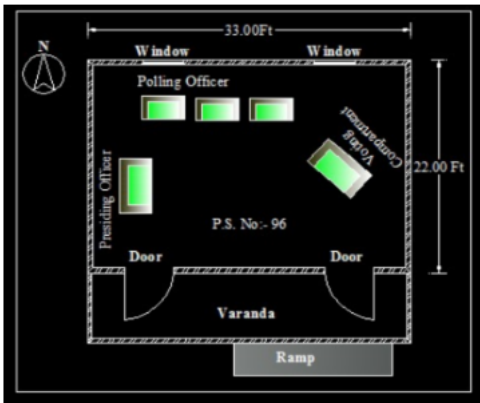 33.00Ft
N
Window
Window
Polling Officer
Voting
Compartment
22.00 Ft
Presiding Officer
P.S. No:- 96
Door
Door
Varanda
Ramp